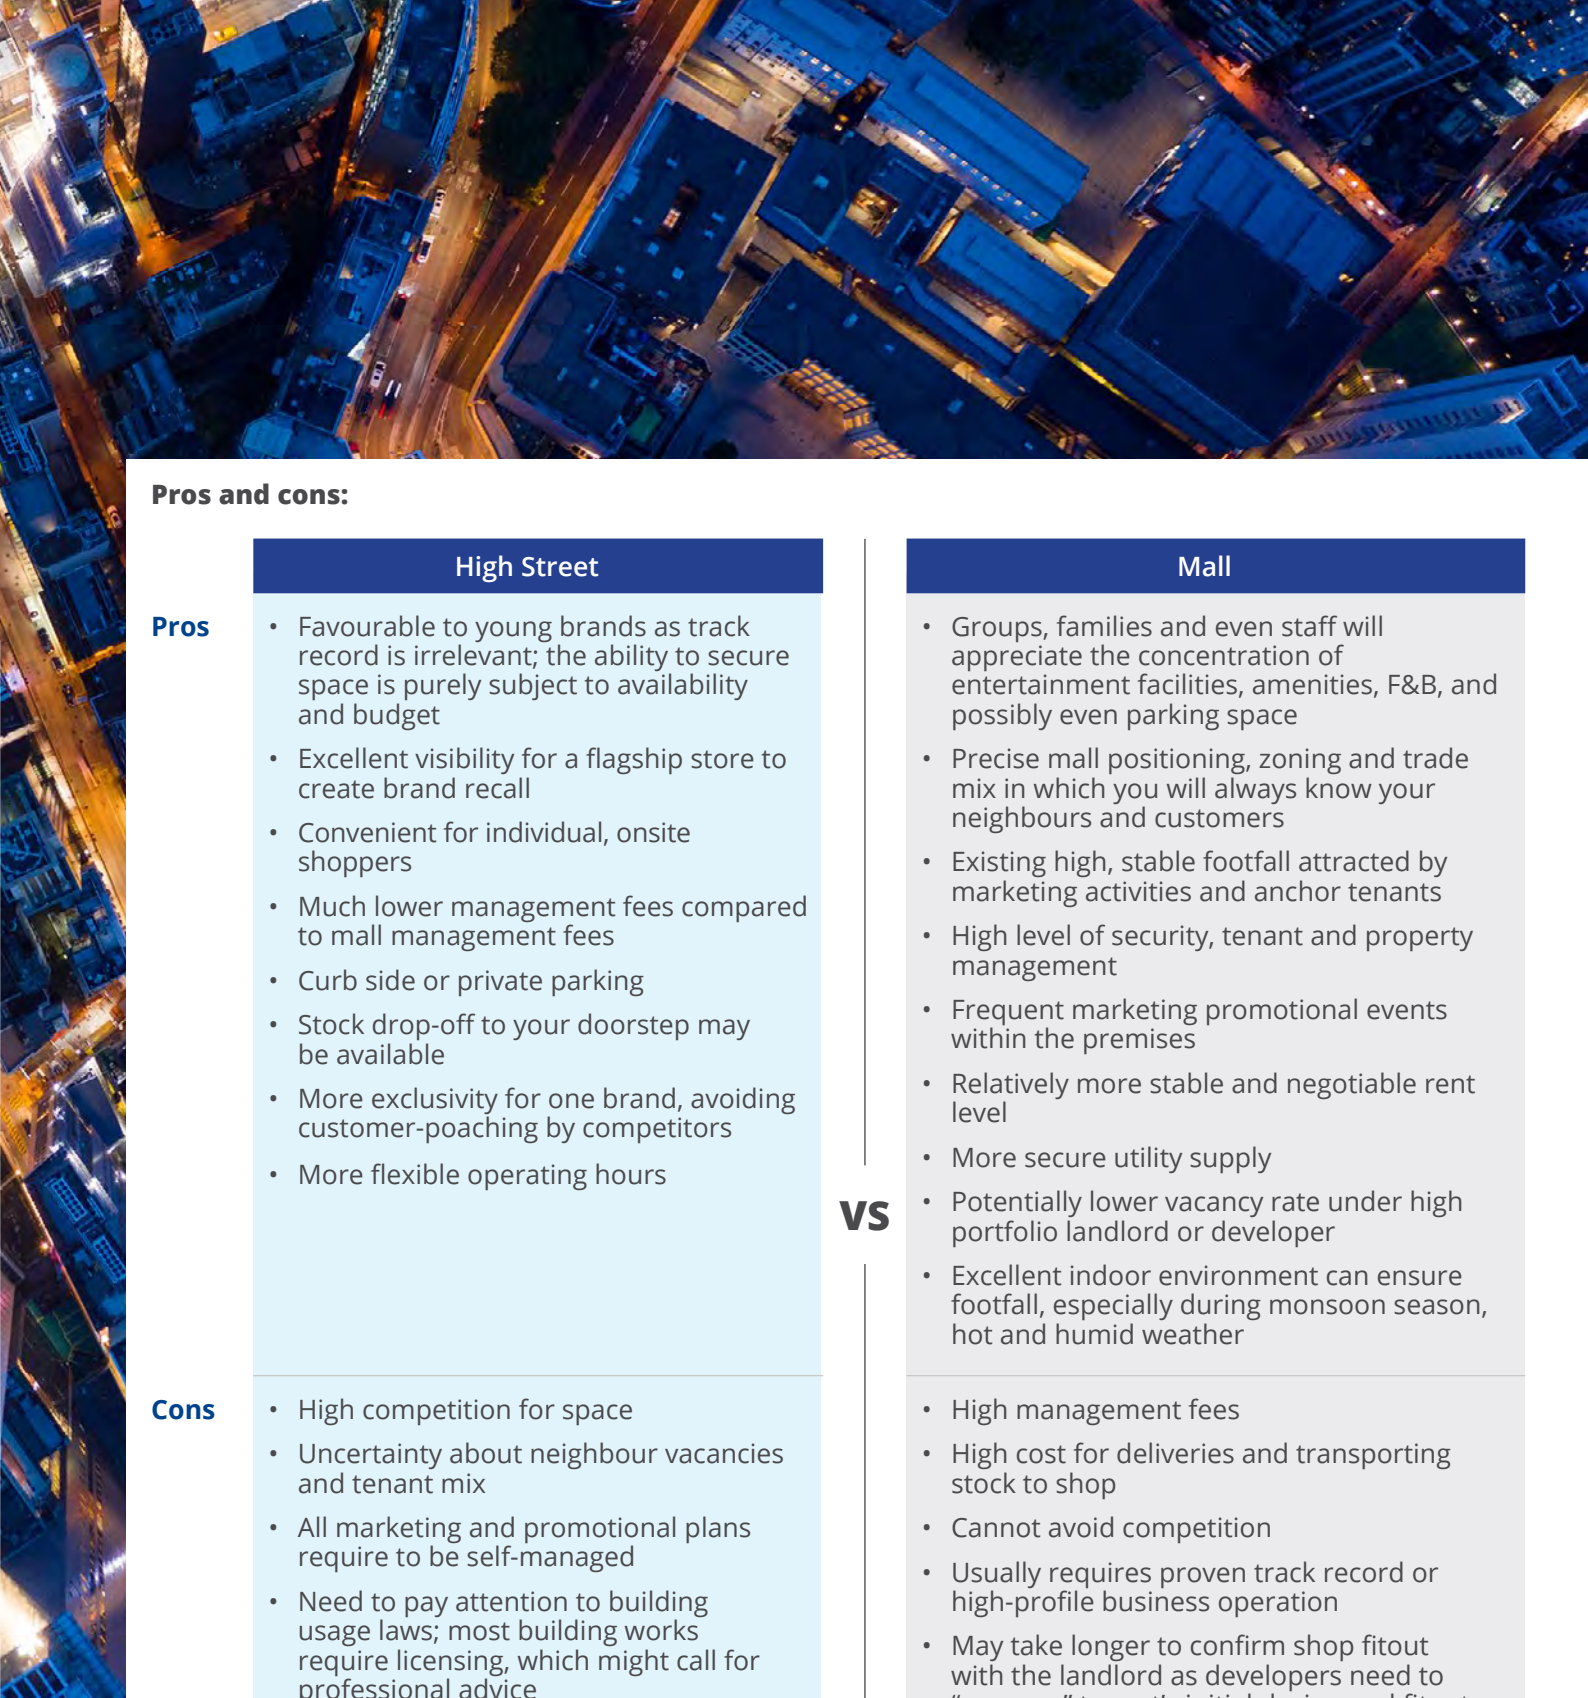 Pros and cons:
High Street
Pros
• Favourable to young brands as track
record is irrelevant; the ability to secure
space is purely subject to availability
and budget
• Excellent visibility for a flagship store to
create brand recall
• Convenient for individual, onsite
shoppers
• Much lower management fees compared
to mall management fees
• Curb side or private parking
• Stock drop-off to your doorstep may
be available
• More exclusivity for one brand, avoiding
customer-poaching by competitors
• More flexible operating hours
Cons
• High competition for space
• Uncertainty about neighbour vacancies
and tenant mix
• All marketing and promotional plans
require to be self-managed
• Need to pay attention to building
usage laws; most building works
require licensing, which might call for
professional advice
VS
Mall
• Groups, families and even staff will
appreciate the concentration of
entertainment facilities, amenities, F&B, and
possibly even parking space
• Precise mall positioning, zoning and trade
mix in which you will always know your
neighbours and customers
• Existing high, stable footfall attracted by
marketing activities and anchor tenants
• High level of security, tenant and property
management
• Frequent marketing promotional events
within the premises
• Relatively more stable and negotiable rent
level
• More secure utility supply
• Potentially lower vacancy rate under high
portfolio landlord or developer
• Excellent indoor environment can ensure
footfall, especially during monsoon season,
hot and humid weather
• High management fees
• High cost for deliveries and transporting
stock to shop
• Cannot avoid competition
• Usually requires proven track record or
high-profile business operation
• May take longer to confirm shop fitout
with the landlord as developers need to